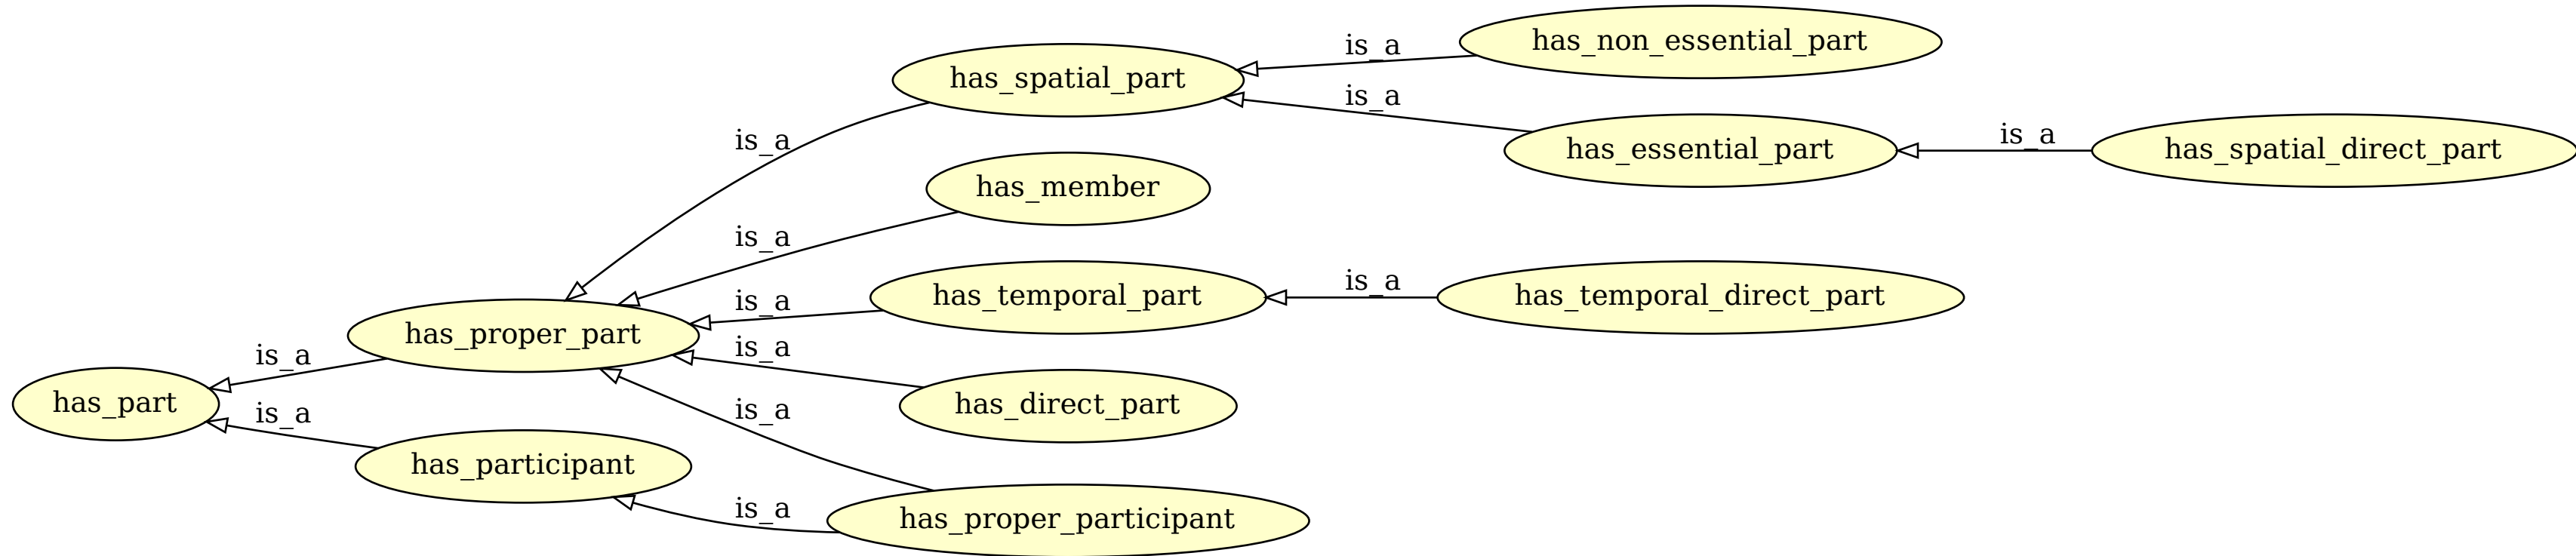 has_non_essential_part
is_a
has_spatial_part
is_a
is_a
has_essential_part
is_a
has_spatial_direct_part
has_member
is_a
has_temporal_part
is_a
has_temporal_direct_part
is_a
has_proper_part
is_a
is_a
has_part
has_direct_part
is_a
is_a
has_participant
is_a
has_proper_participant